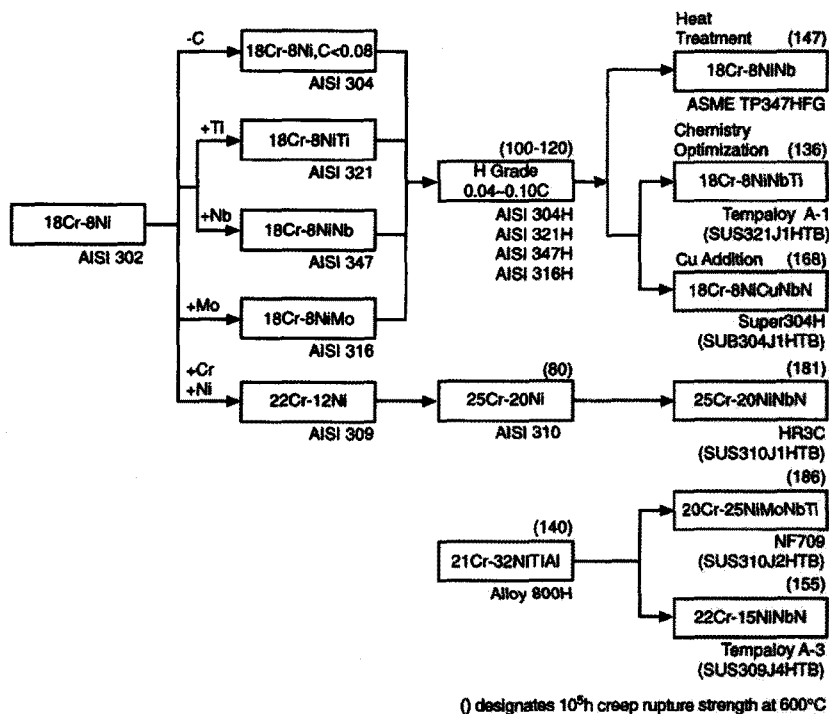 -C
18Cr-8Ni,C<0.08
AISI 304
+Ti
18Cr-8NiTi
AISI 321
18Cr-8Ni
AISI 302
+Nb
18Cr-8NiNb
AISI 347
+Mo
18Cr-8NiMo
AISI 316
+Cr
+Ni
22Cr-12Ni
AISI 309
(100-120)
H Grade
0.04~0.10C
AISI 304H
AISI 321H
AISI 347H
AISI 316H
(80)
25Cr-20Ni
AISI 310
(140)
21Cr-32NiTiAl
Alloy 800H
Heat
Treatment (147)
18Cr-8NiNb
ASME TP347HFG
Chemistry
Optimization (136)
18Cr-8NiNbTi
Tempaloy A-1
(SUS321J1HTB)
Cu Addition (168)
18Cr-8NiCuNbN
Super304H
(SUB304J1HTB)
(181)
25Cr-20NiNbN
HR3C
(SUS310J1HTB)
(186)
20Cr-25NiMoNbTi
NF709
(SUS310J2HTB)
(155)
22Cr-15NiNbN
Tempaloy A-3
(SUS309J4HTB)
() designates 10⁵h creep rupture strength at 600°C